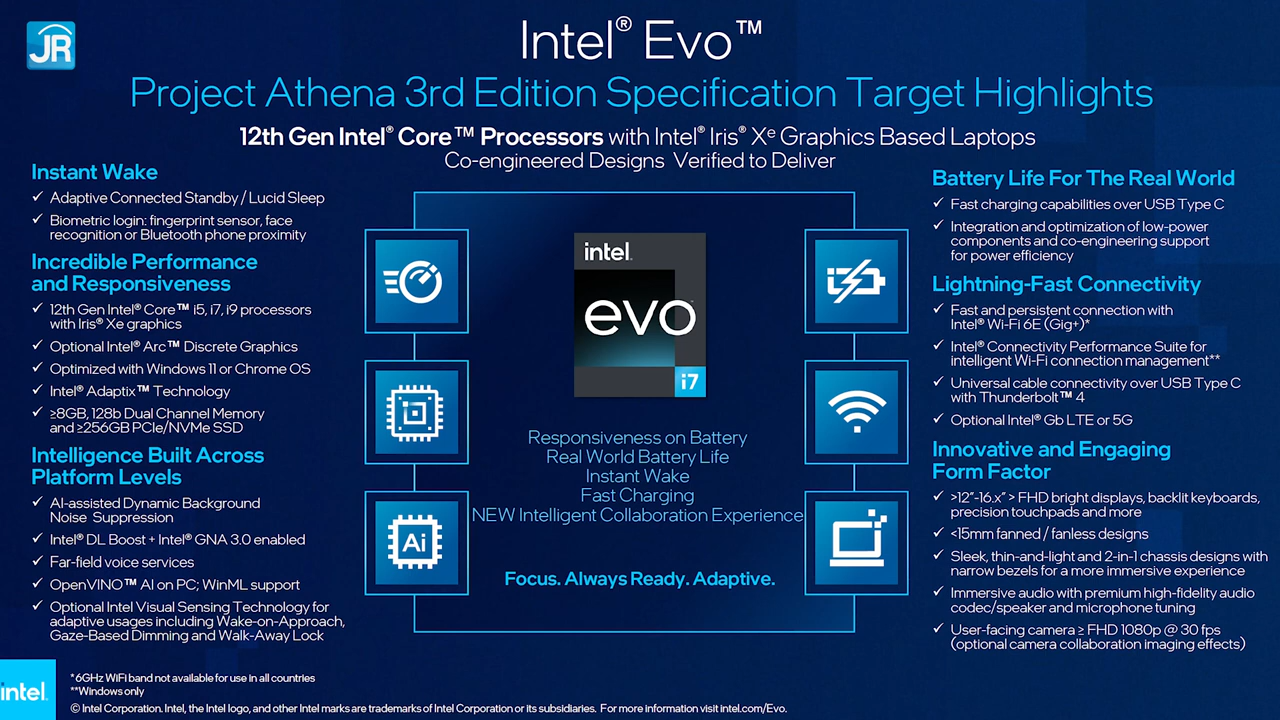 JR
Intel® Evo™
Project Athena 3rd Edition Specification Target Highlights
12th Gen Intel® Core™ Processors with Intel® Iris® Xᵉ Graphics Based Laptops
Co-engineered Designs Verified to Deliver
Instant Wake
✓ Adaptive Connected Standby / Lucid Sleep
✓ Biometric login: fingerprint sensor, face
recognition or Bluetooth phone proximity
Incredible Performance
and Responsiveness
✓ 12th Gen Intel® Core™ i5, i7, i9 processors
with Iris® Xe graphics
✓ Optional Intel® Arc™ Discrete Graphics
✓ Optimized with Windows 11 or Chrome OS
✓ Intel® Adaptix™ Technology
✓ ≥8GB, 128b Dual Channel Memory
and ≥256GB PCIe/NVMe SSD
Intelligence Built Across
Platform Levels
✓ AI-assisted Dynamic Background
Noise Suppression
✓ Intel® DL Boost + Intel® GNA 3.0 enabled
✓ Far-field voice services
✓ OpenVINO™ AI on PC; WinML support
✓ Optional Intel Visual Sensing Technology for
adaptive usages including Wake-on-Approach,
Gaze-Based Dimming and Walk-Away Lock
Ai
intel.
evo
i7
Responsiveness on Battery
Real World Battery Life
Instant Wake
Fast Charging
NEW Intelligent Collaboration Experience
Focus. Always Ready. Adaptive.
Battery Life For The Real World
✓ Fast charging capabilities over USB Type C
✓ Integration and optimization of low-power
components and co-engineering support
for power efficiency
Lightning-Fast Connectivity
✓ Fast and persistent connection with
Intel® Wi-Fi 6E (Gig+)*
✓ Intel® Connectivity Performance Suite for
intelligent Wi-Fi connection management**
✓ Universal cable connectivity over USB Type C
with Thunderbolt™ 4
✓ Optional Intel® Gb LTE or 5G
Innovative and Engaging
Form Factor
✓ >12”-16.x” > FHD bright displays, backlit keyboards,
precision touchpads and more
✓ <15mm fanned / fanless designs
✓ Sleek, thin-and-light and 2-in-1 chassis designs with
narrow bezels for a more immersive experience
✓ Immersive audio with premium high-fidelity audio
codec/speaker and microphone tuning
✓ User-facing camera ≥ FHD 1080p @ 30 fps
(optional camera collaboration imaging effects)
intel.
*6GHz WiFi band not available for use in all countries
**Windows only
© Intel Corporation. Intel, the Intel logo, and other Intel marks are trademarks of Intel Corporation or its subsidiaries. For more information visit intel.com/Evo.